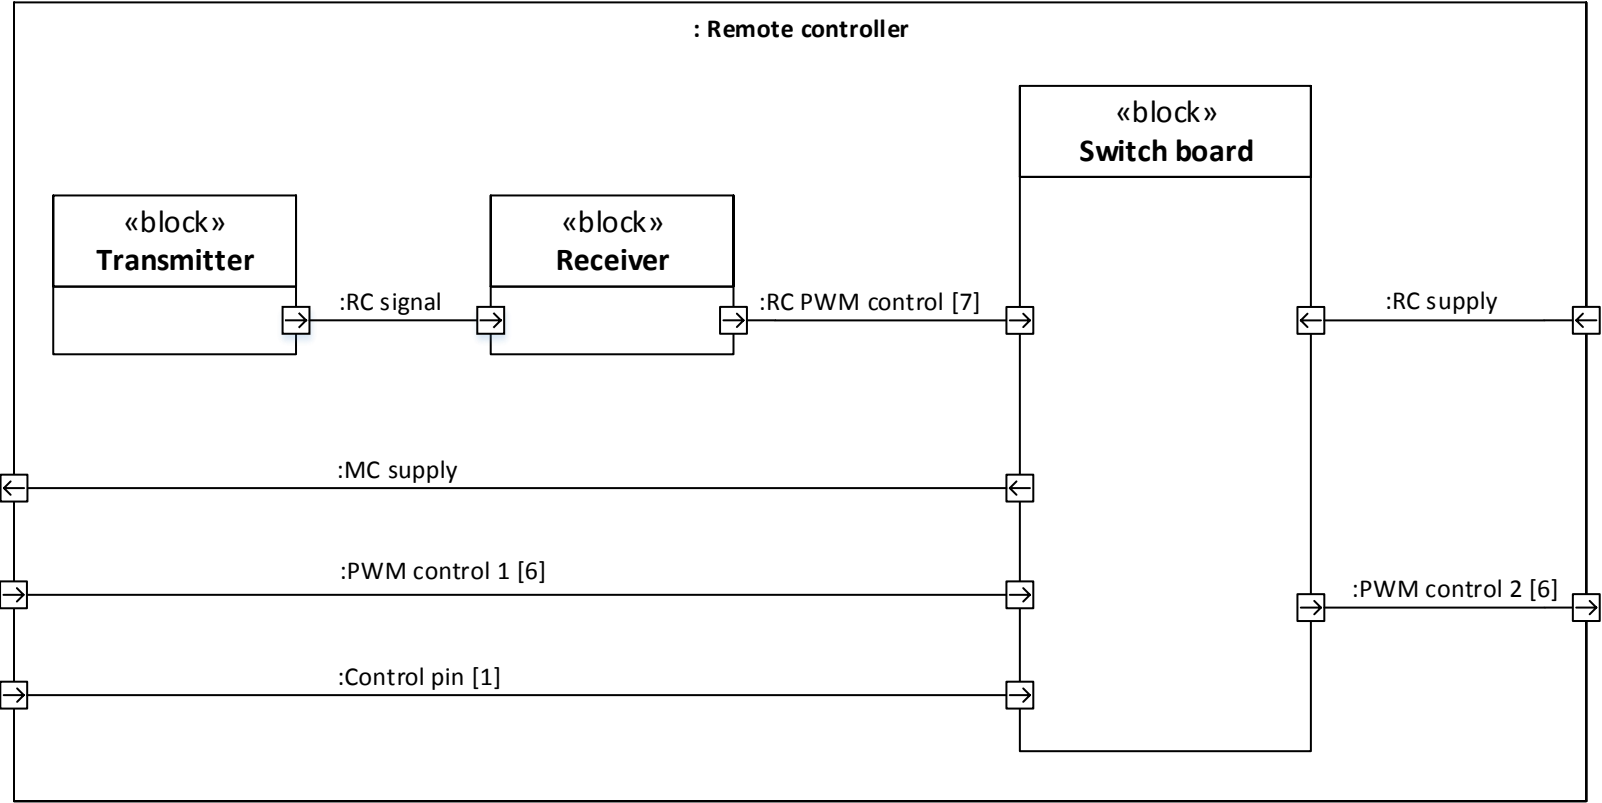 : Remote controller
«block»
Switch board
«block»
Transmitter
«block»
Receiver
:RC signal
:RC PWM control [7]
:RC supply
:MC supply
:PWM control 1 [6]
:PWM control 2 [6]
:Control pin [1]